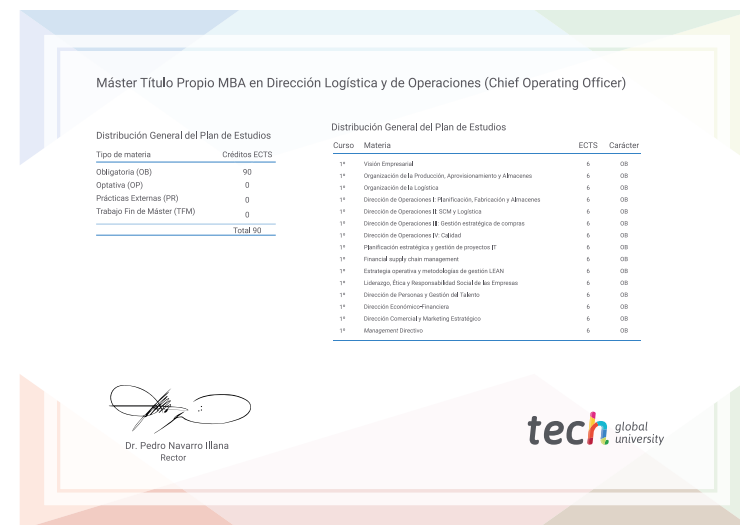 Máster Título Propio MBA en Dirección Logística y de Operaciones (Chief Operating Officer)
Distribución General del Plan de Estudios
Tipo de materia Créditos ECTS
Obligatoria (OB) 90
Optativa (OP) 0
Prácticas Externas (PR) 0
Trabajo Fin de Máster (TFM) 0
Total 90
Distribución General del Plan de Estudios
Curso Materia ECTS Carácter
1º Visión Empresarial 6 OB
1º Organización de la Producción, Aprovisionamiento y Almacenes 6 OB
1º Organización de la Logística 6 OB
1º Dirección de Operaciones I: Planificación, Fabricación y Almacenes 6 OB
1º Dirección de Operaciones II: SCM y Logística 6 OB
1º Dirección de Operaciones III: Gestión estratégica de compras 6 OB
1º Dirección de Operaciones IV: Calidad 6 OB
1º Planificación estratégica y gestión de proyectos IT 6 OB
1º Financial supply chain management 6 OB
1º Estrategia operativa y metodologías de gestión LEAN 6 OB
1º Liderazgo, Ética y Responsabilidad Social de las Empresas 6 OB
1º Dirección de Personas y Gestión del Talento 6 OB
1º Dirección Económico-Financiera 6 OB
1º Dirección Comercial y Marketing Estratégico 6 OB
1º Management Directivo 6 OB
Dr. Pedro Navarro Illana
Rector
tech global
university